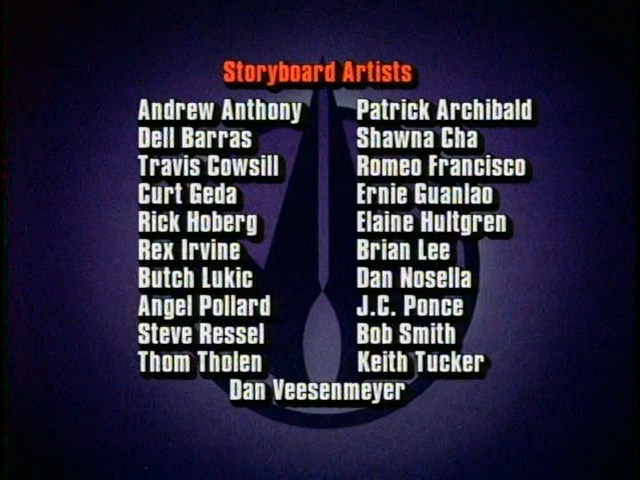 Storyboard Artists
Andrew Anthony
Patrick Archibald
Dell Barras
Shawna Cha
Travis Cowsill
Romeo Francisco
Curt Geda
Ernie Guanlao
Rick Hoberg
Elaine Hultgren
Rex Irvine
Brian Lee
Butch Lukic
Dan Nosella
Angel Pollard
J.C. Ponce
Steve Ressel
Bob Smith
Thom Tholen
Keith Tucker
Dan Veesenmeyer